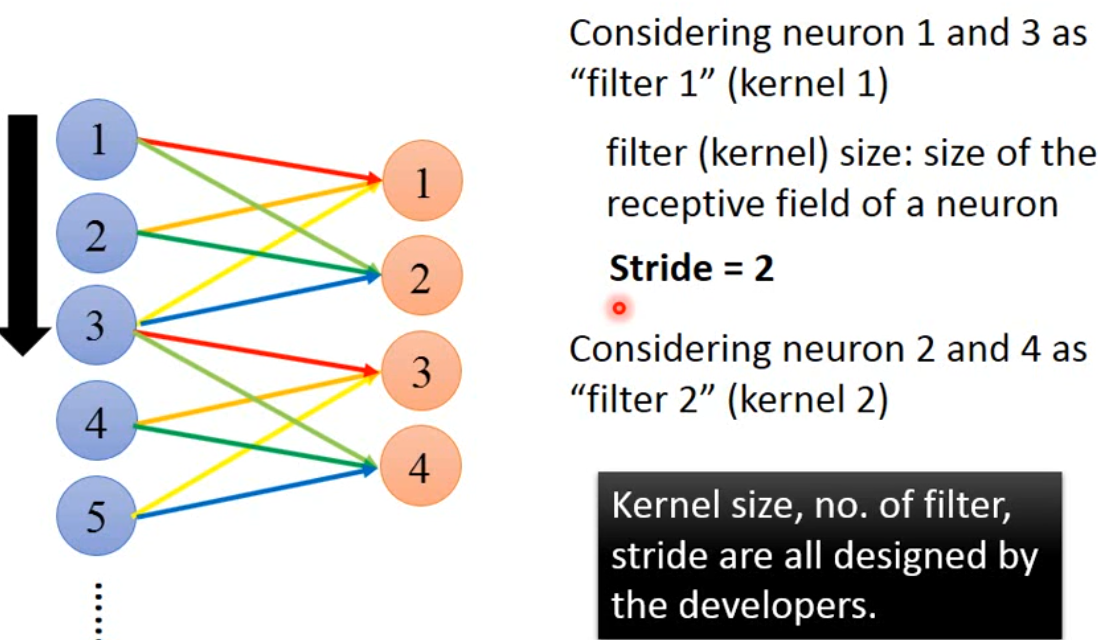 1
2
3
4
5
1
2
3
4
Considering neuron 1 and 3 as
“filter 1” (kernel 1)
filter (kernel) size: size of the
receptive field of a neuron
Stride = 2
Considering neuron 2 and 4 as
“filter 2” (kernel 2)
Kernel size, no. of filter,
stride are all designed by
the developers.